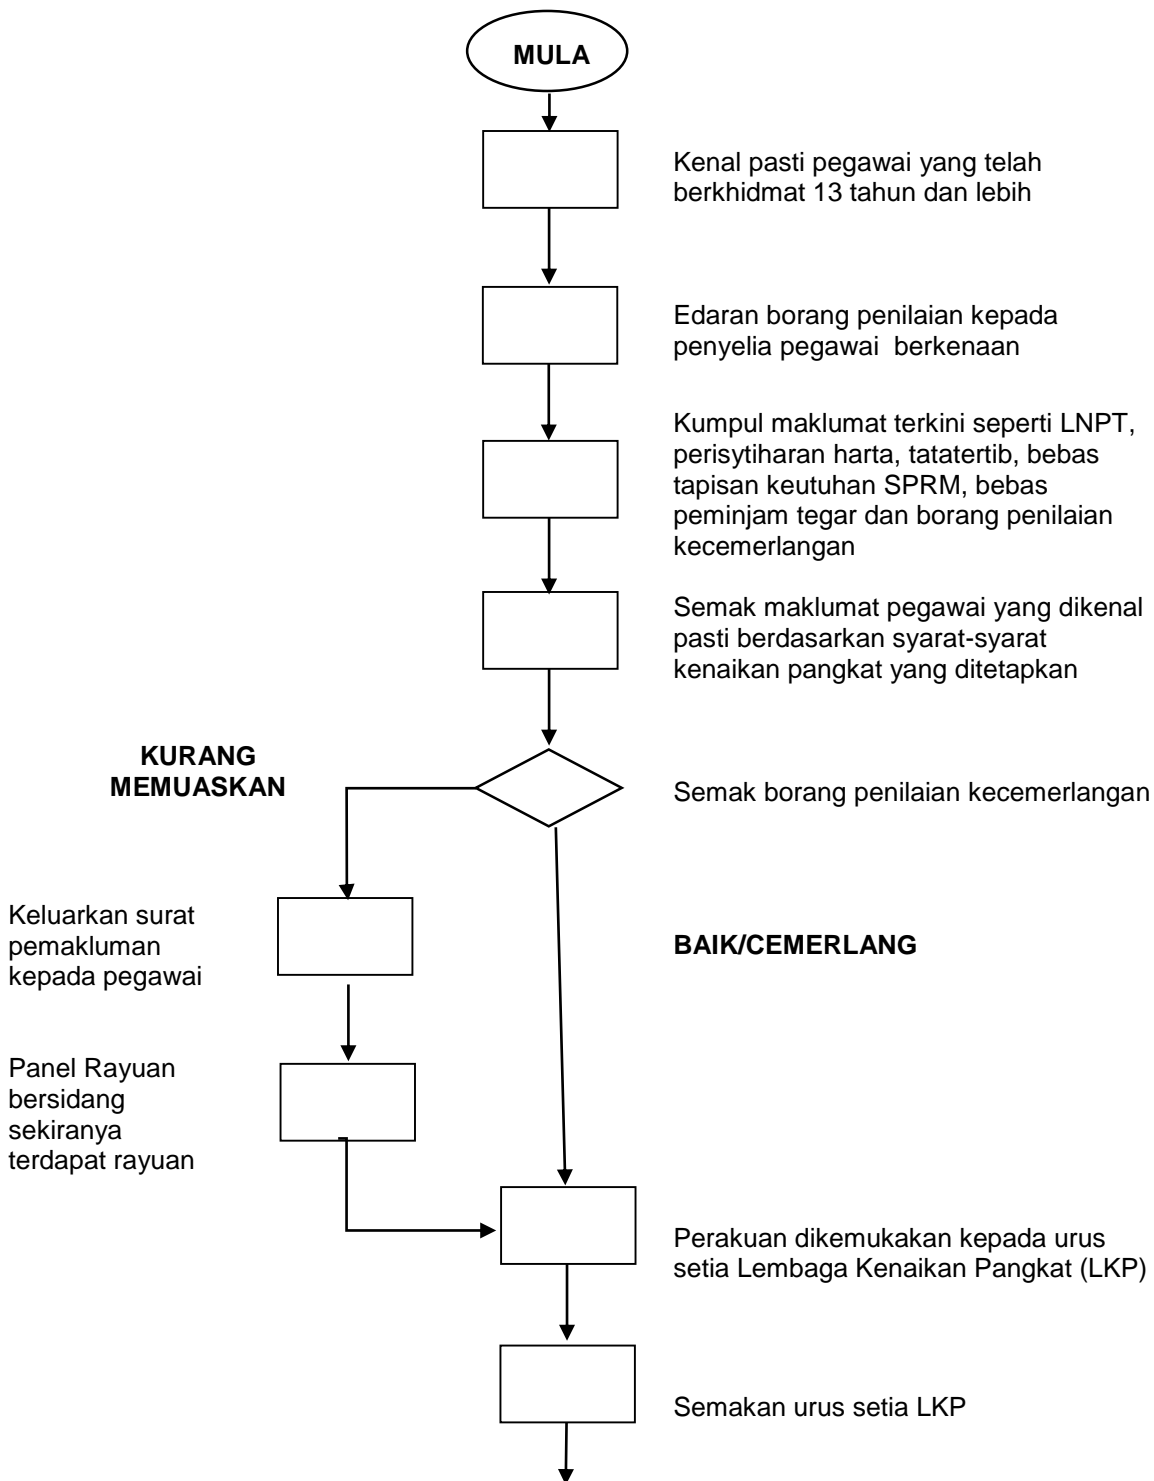 MULA
Kenal pasti pegawai yang telah
berkhidmat 13 tahun dan lebih
Edaran borang penilaian kepada
penyelia pegawai  berkenaan
Kumpul maklumat terkini seperti LNPT,
perisytiharan harta, tatatertib, bebas
tapisan keutuhan SPRM, bebas
peminjam tegar dan borang penilaian
kecemerlangan
Semak maklumat pegawai yang dikenal
pasti berdasarkan syarat-syarat
kenaikan pangkat yang ditetapkan
KURANG
MEMUASKAN
Semak borang penilaian kecemerlangan
Keluarkan surat
pemakluman
kepada pegawai
BAIK/CEMERLANG
Panel Rayuan
bersidang
sekiranya
terdapat rayuan
Perakuan dikemukakan kepada urus
setia Lembaga Kenaikan Pangkat (LKP)
Semakan urus setia LKP